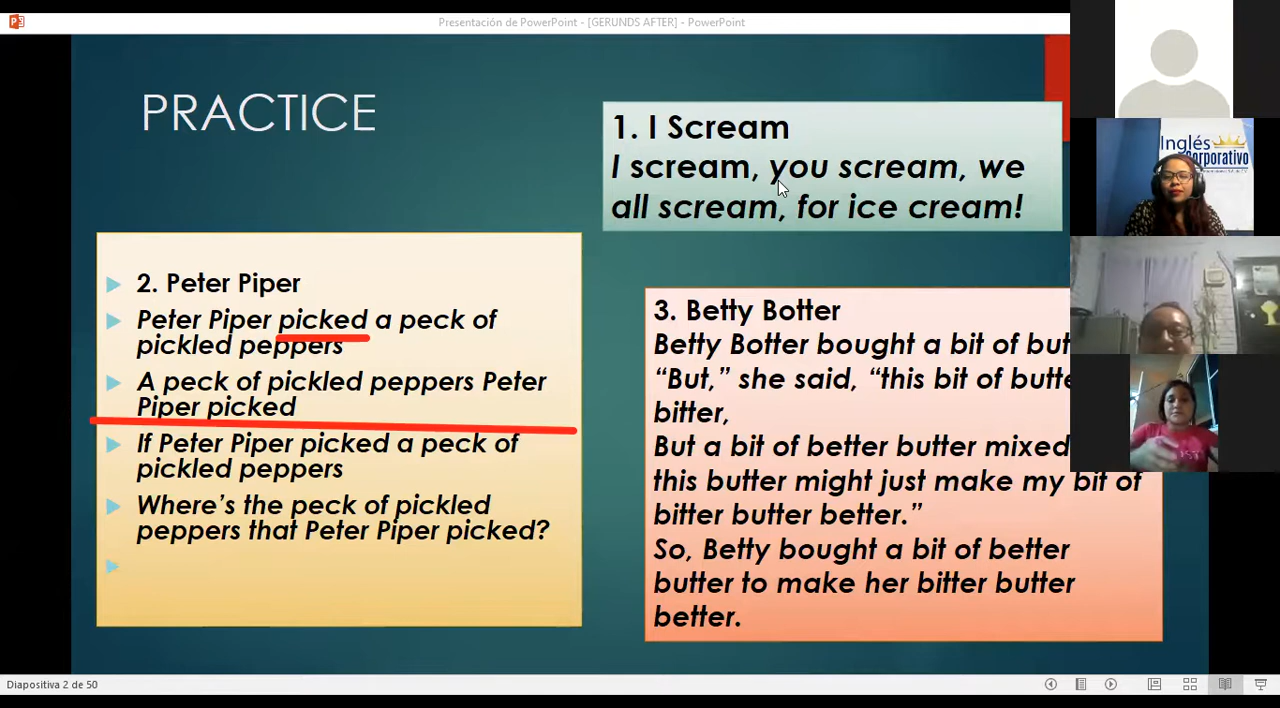 Presentación de PowerPoint - [GERUNDS AFTER] - PowerPoint
PRACTICE
1. I Scream
I scream, you scream, we
all scream, for ice cream!
2. Peter Piper
Peter Piper picked a peck of
pickled peppers
A peck of pickled peppers Peter
Piper picked
If Peter Piper picked a peck of
pickled peppers
Where's the peck of pickled
peppers that Peter Piper picked?
3. Betty Botter
Betty Botter bought a bit of
“But,” she said, “this bit of
bitter,
But a bit of better butter mixed
this butter might just make my bit of
bitter butter better.”
So, Betty bought a bit of better
butter to make her bitter butter
better.
Inglés
Corporativo
Diapositiva 2 de 50